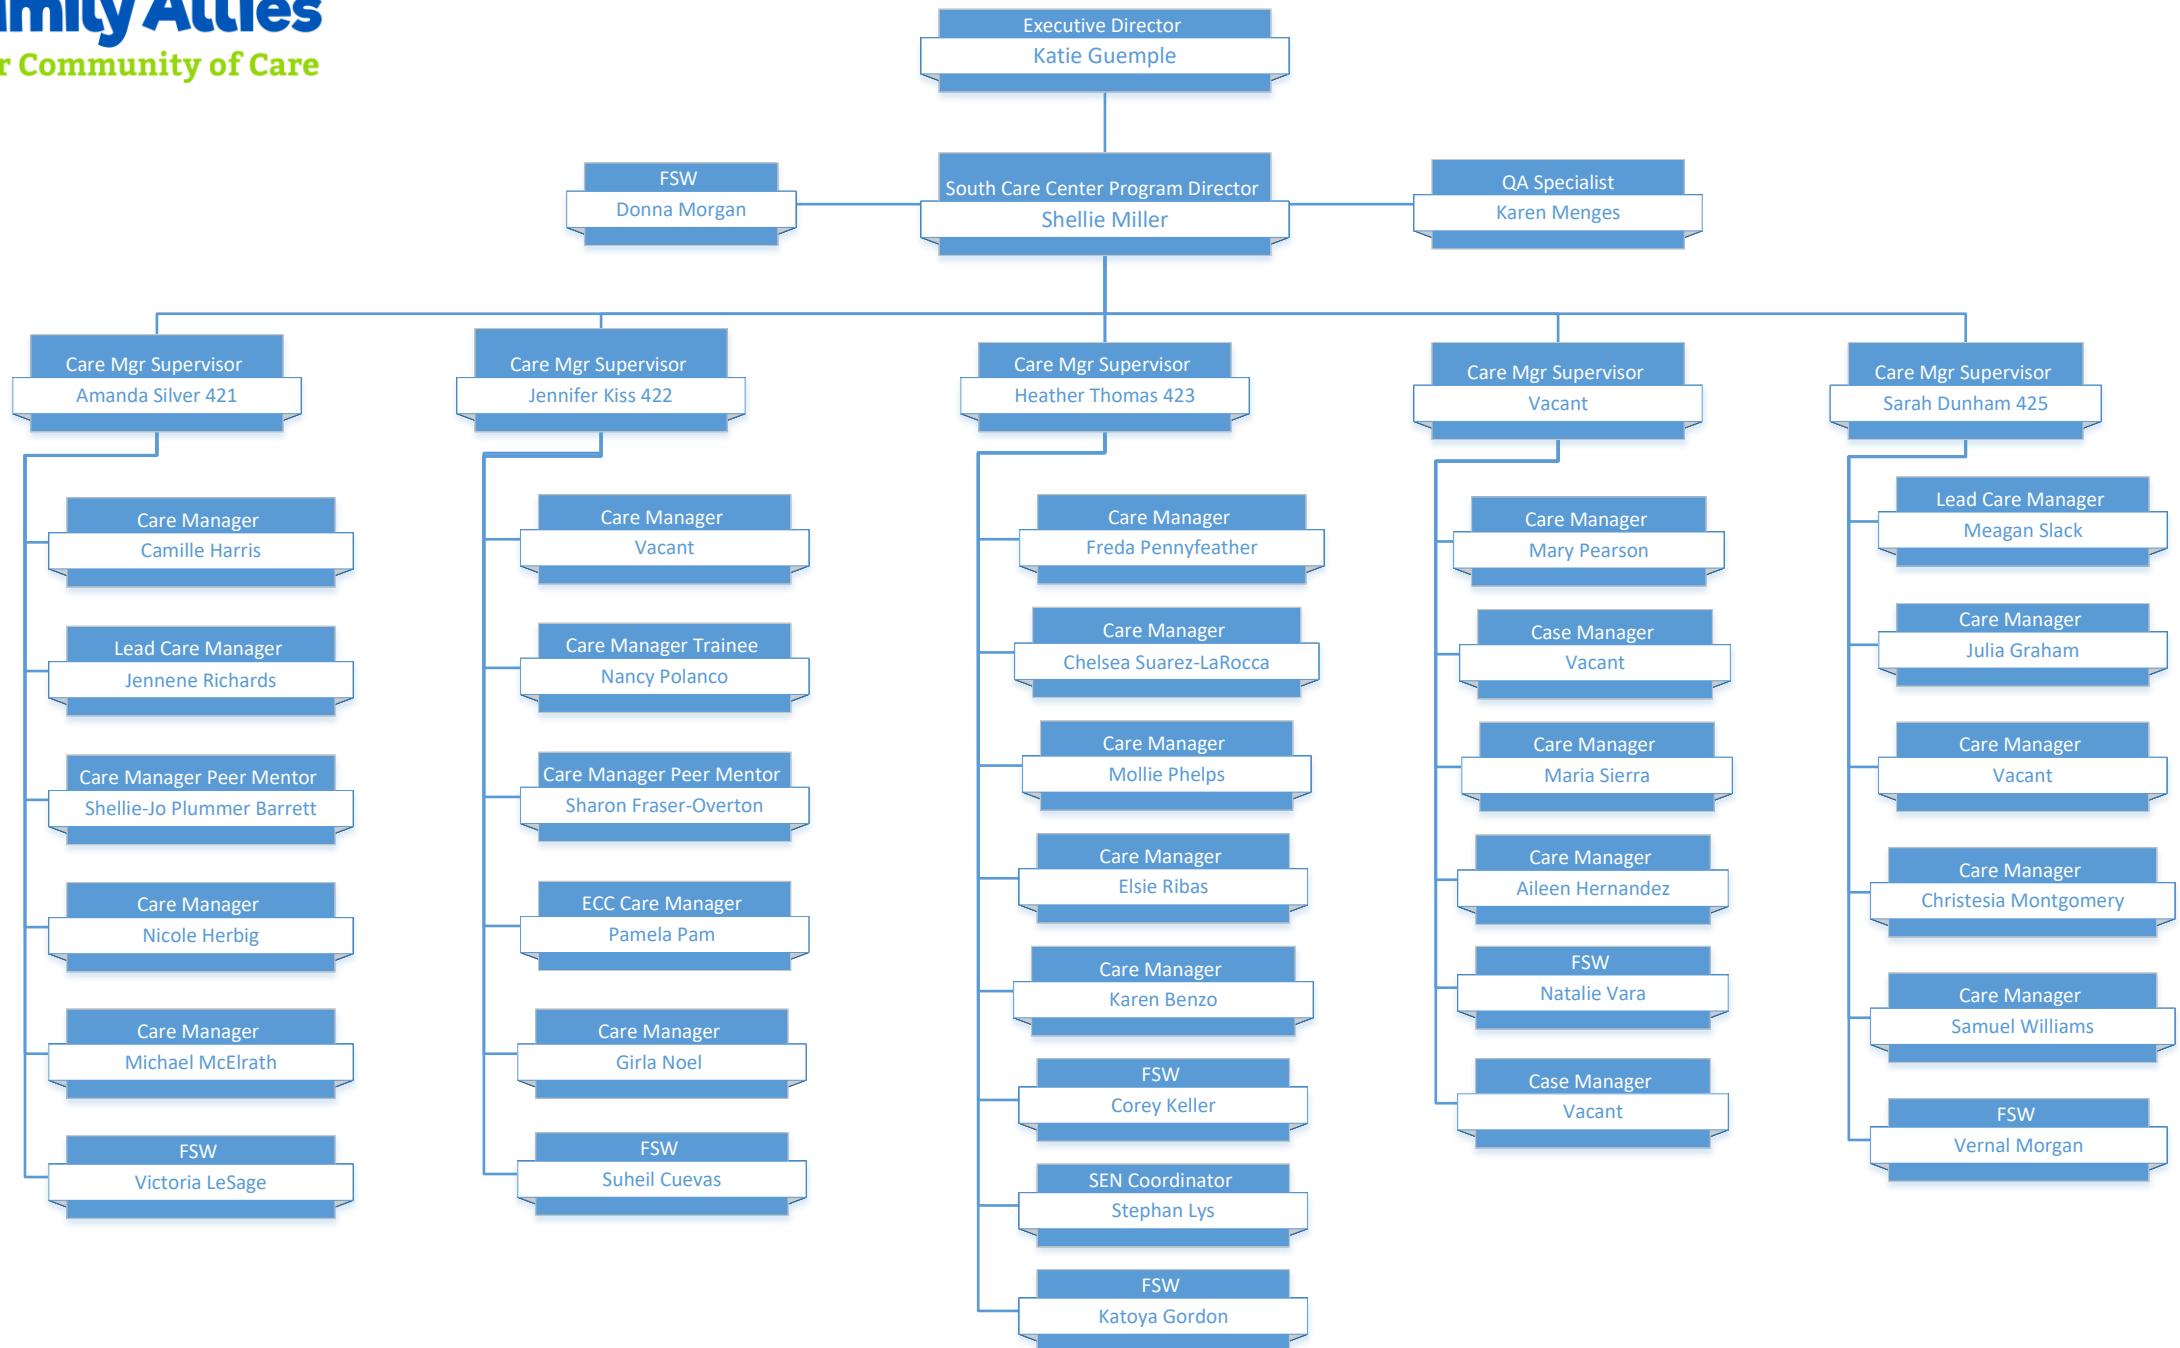 Allies
r Community of Care
Executive Director
Katie Guemple
FSW
Donna Morgan
South Care Center Program Director
Shellie Miller
QA Specialist
Karen Menges
Care Mgr Supervisor
Amanda Silver 421
Care Manager
Camille Harris
Lead Care Manager
Jennene Richards
Care Manager Peer Mentor
Shellie-Jo Plummer Barrett
Care Manager
Nicole Herbig
Care Manager
Michael McElrath
FSW
Victoria LeSage
Care Mgr Supervisor
Jennifer Kiss 422
Care Manager
Vacant
Care Manager Trainee
Nancy Polanco
Care Manager Peer Mentor
Sharon Fraser-Overton
ECC Care Manager
Pamela Pam
Care Manager
Girla Noel
FSW
Suheil Cuevas
Care Mgr Supervisor
Heather Thomas 423
Care Manager
Freda Pennyfeather
Care Manager
Chelsea Suarez-LaRocca
Care Manager
Mollie Phelps
Care Manager
Elsie Ribas
Care Manager
Karen Benzo
FSW
Corey Keller
SEN Coordinator
Stephan Lys
FSW
Katoya Gordon
Care Mgr Supervisor
Vacant
Care Manager
Mary Pearson
Case Manager
Vacant
Care Manager
Maria Sierra
Care Manager
Aileen Hernandez
FSW
Natalie Vara
Case Manager
Vacant
Care Mgr Supervisor
Sarah Dunham 425
Lead Care Manager
Meagan Slack
Care Manager
Julia Graham
Care Manager
Vacant
Care Manager
Christesia Montgomery
Care Manager
Samuel Williams
FSW
Vernal Morgan